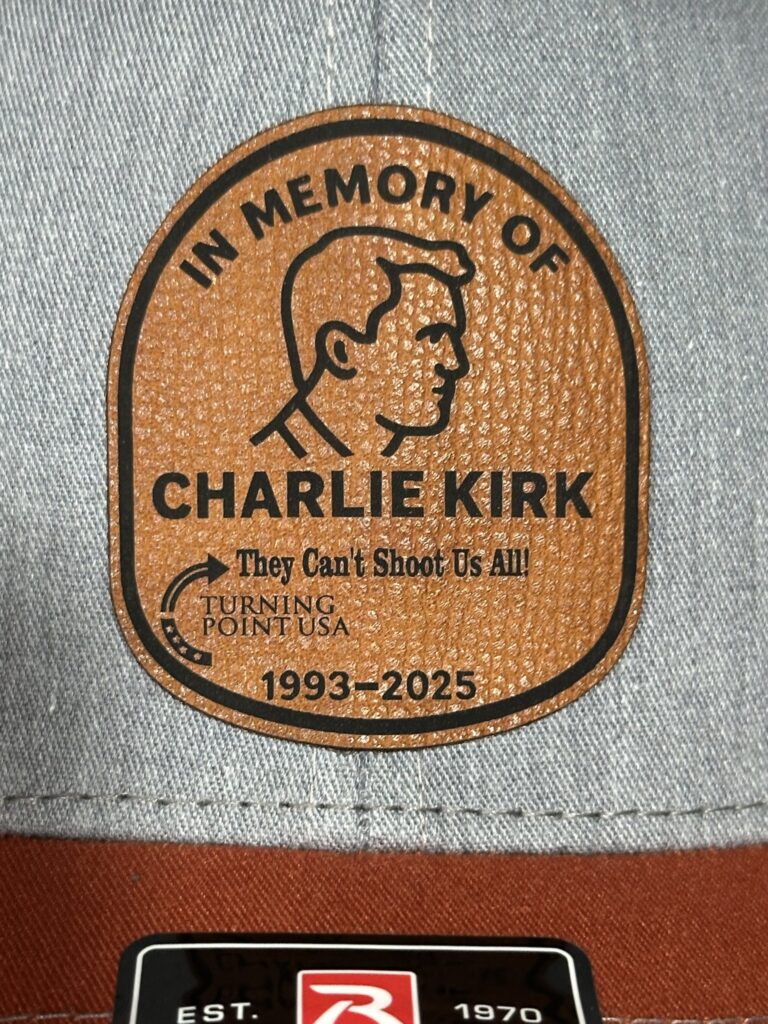 IN MEMORY OF
CHARLIE KIRK
They Can't Shoot Us All!
TURNING
POINT USA
1993–2025
EST. R 1970